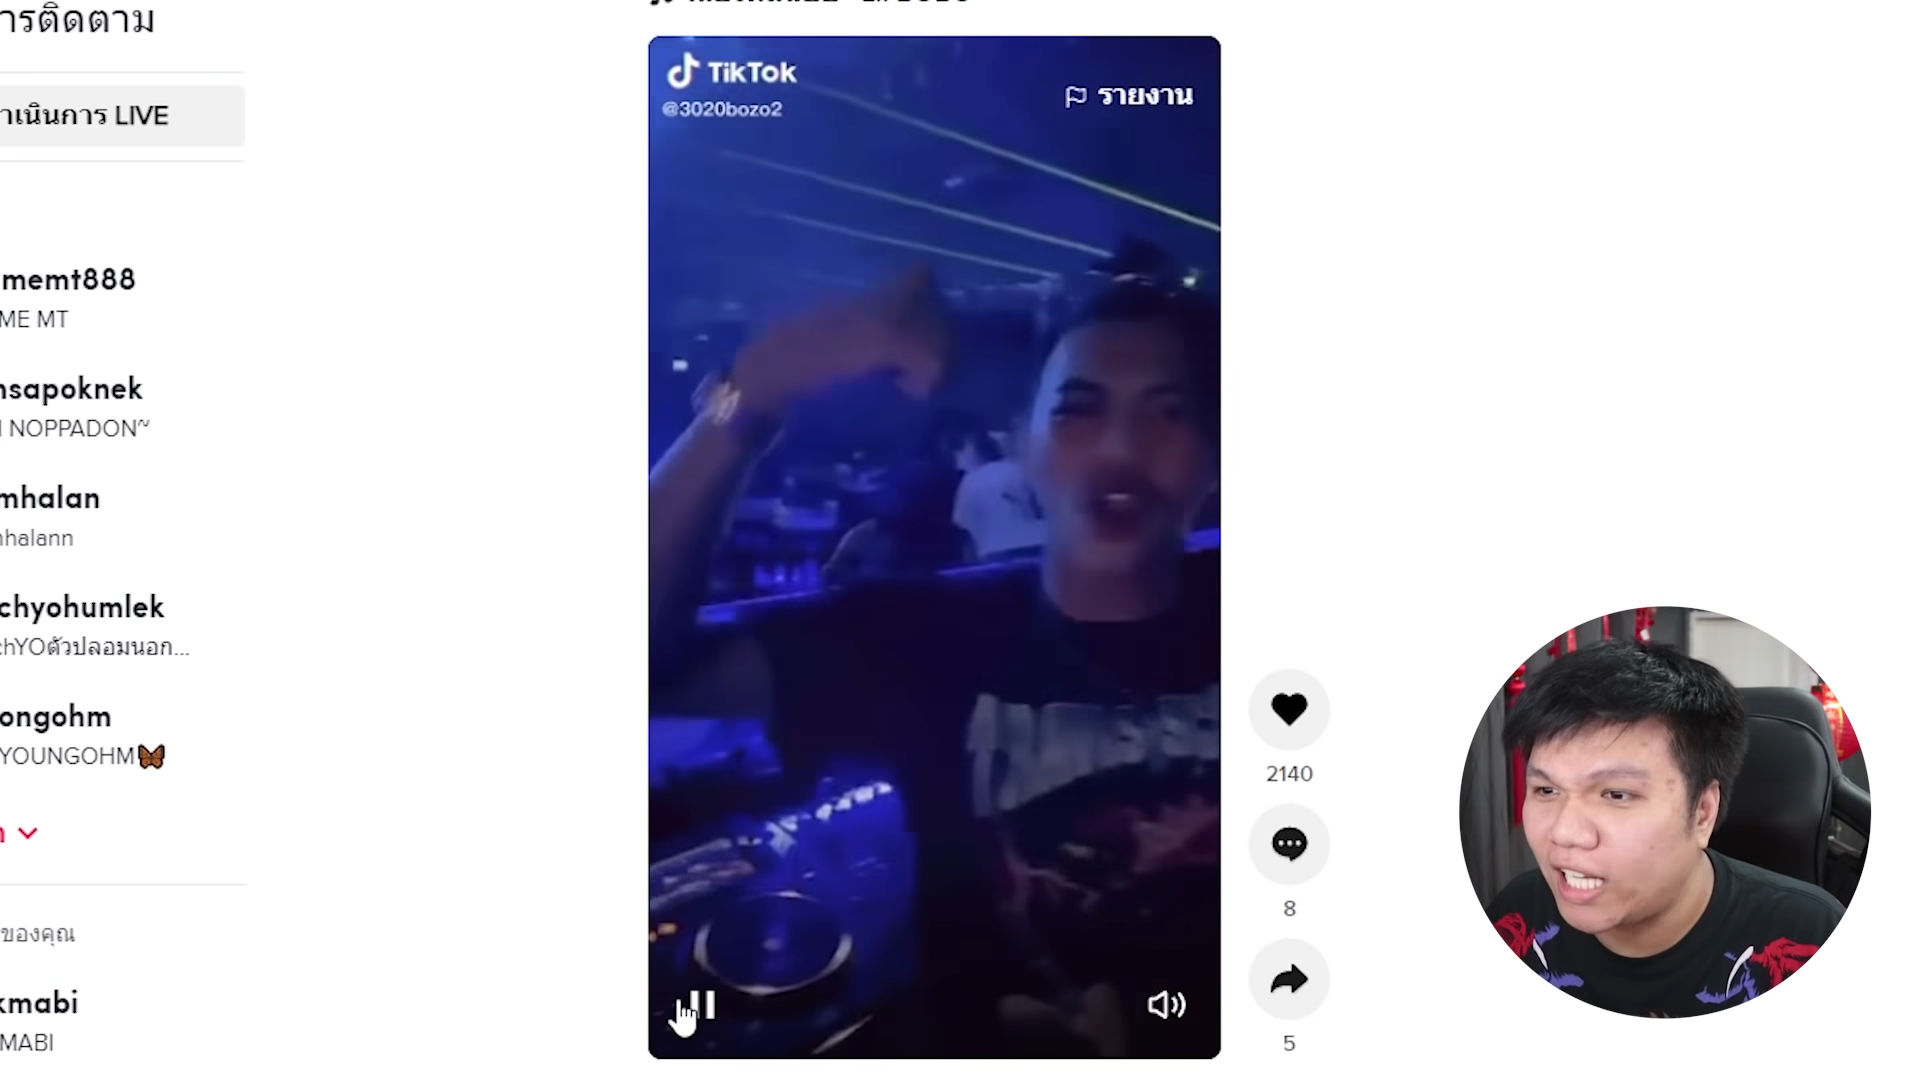 ารติดตาม
าเนินการ LIVE
memt888
ME MT
nsapoknek
NOPPADON~
mhalan
nhalann
chyohumlek
chYOตัวปลอมนอก...
ongohm
YOUNGOHM🦋
ของคุณ
kmabi
MABI
TikTok
@3020bozo2
รายงาน
2140
8
5